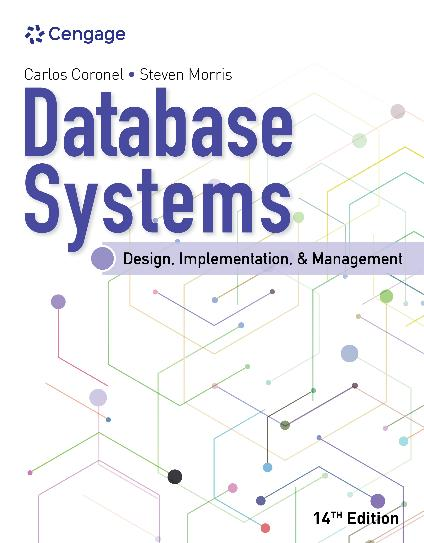 Cengage
Carlos Coronel • Steven Morris
Database
Systems
Design, Implementation, & Management
14TH Edition